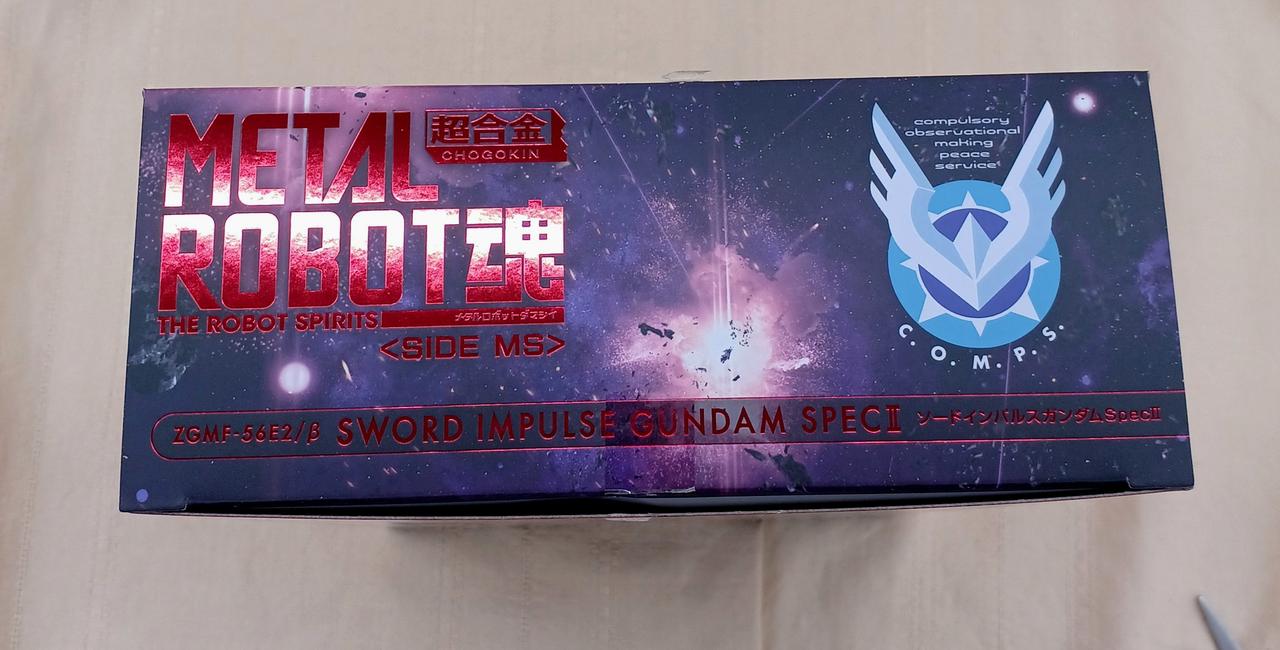 METAL
超合金
CHOGOKIN
ROBOT魂
THE ROBOT SPIRITS
メタルロボットダマシイ
<SIDE MS>
compulsory
observational
making
peace
service
C.O.M.P.S.
ZGMF-56E2/β SWORD IMPULSE GUNDAM SPECⅡ ソードインパルスガンダムSpecⅡ